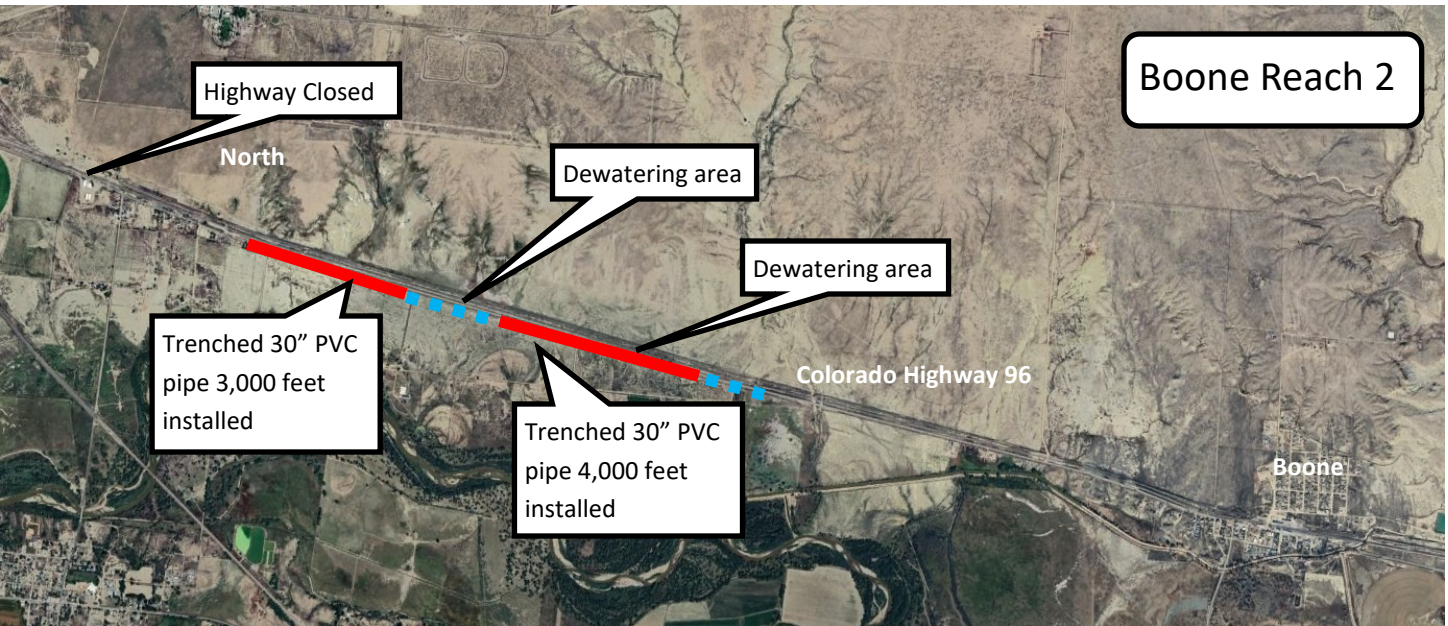 Boone Reach 2
Highway Closed
North
Dewatering area
Dewatering area
Trenched 30” PVC
pipe 3,000 feet
installed
Colorado Highway 96
Trenched 30” PVC
pipe 4,000 feet
installed
Boone